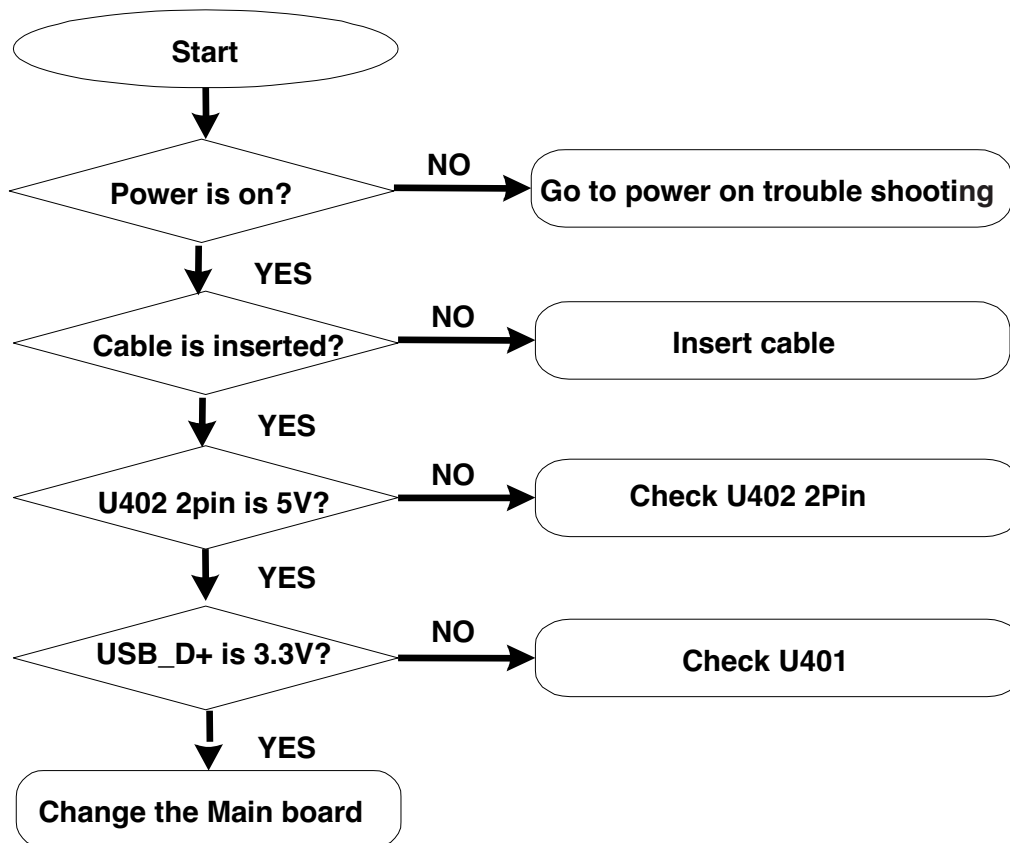 Start
Power is on?
NO
Go to power on trouble shooting
YES
Cable is inserted?
NO
Insert cable
YES
U402 2pin is 5V?
NO
Check U402 2Pin
YES
USB_D+ is 3.3V?
NO
Check U401
YES
Change the Main board